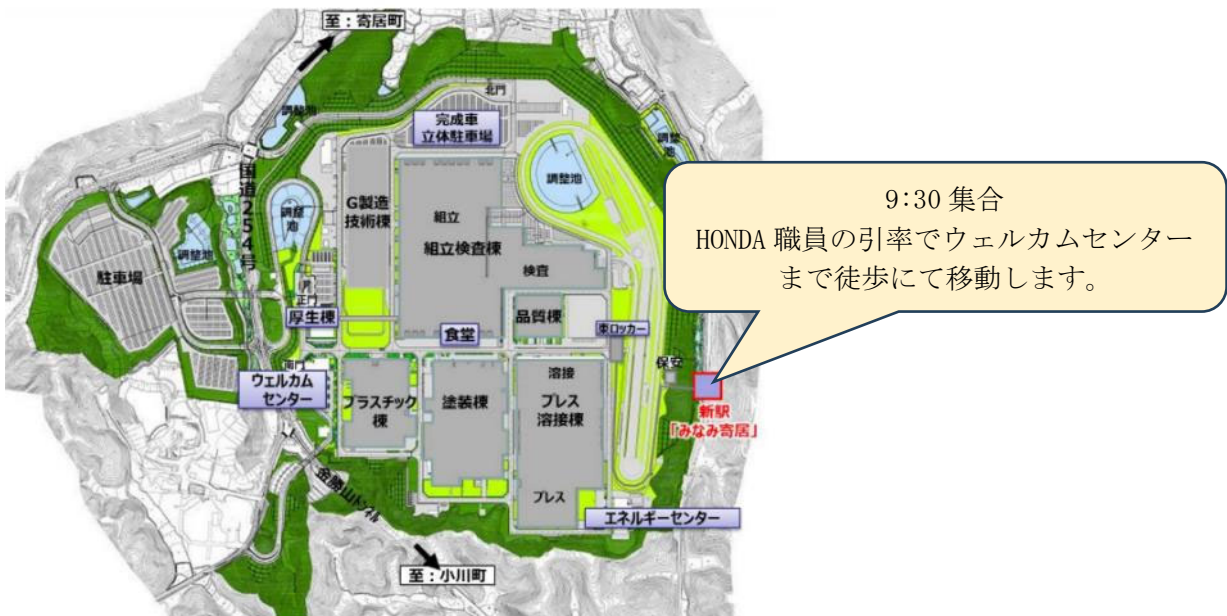 至：寄居町
北門
調整池
完成車
立体駐車場
調整
池
国道254号
調整池
G製造
技術棟
組立
組立検査棟
検査
調整
池
調整池
駐車場
正門
厚生棟
食堂
品質棟
東ロッカー
9:30 集合
HONDA 職員の引率でウェルカムセンター
まで徒歩にて移動します。
保安
南門
ウェルカム
センター
プラスチック
棟
塗装棟
溶接
プレス
溶接棟
プレス
新駅
「みなみ寄居」
金勝山トンネル
エネルギーセンター
至：小川町